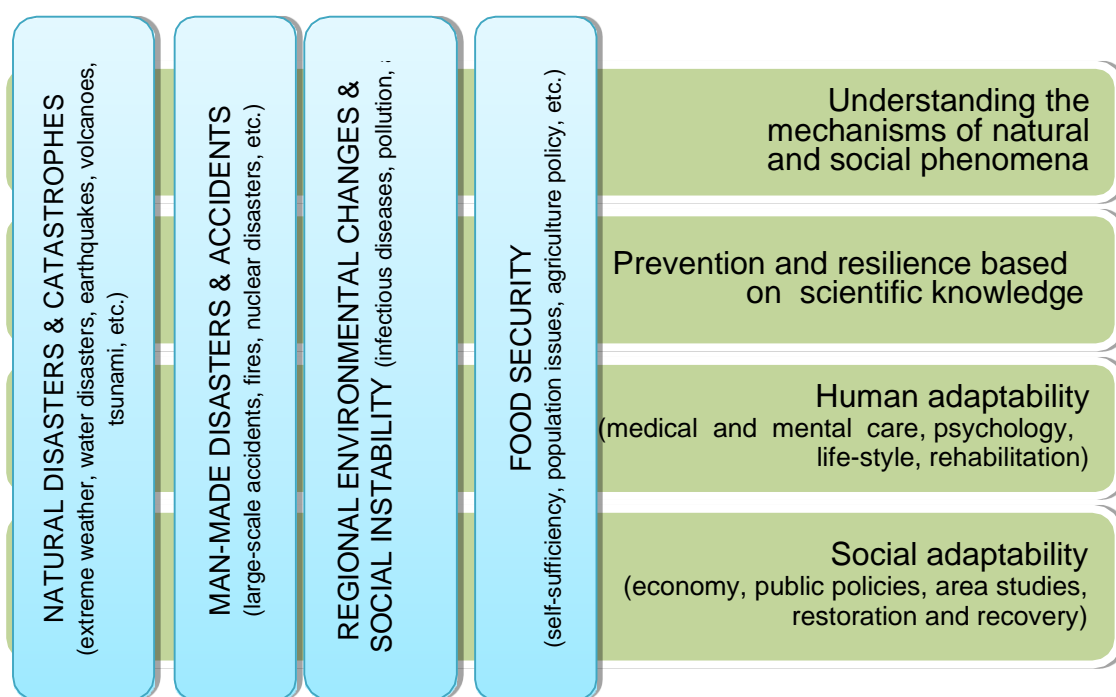 NATURAL DISASTERS & CATASTROPHES
(extreme weather, water disasters, earthquakes, volcanoes,
tsunami, etc.)
MAN-MADE DISASTERS & ACCIDENTS
(large-scale accidents, fires, nuclear disasters, etc.)
REGIONAL ENVIRONMENTAL CHANGES &
SOCIAL INSTABILITY (infectious diseases, pollution,
FOOD SECURITY
(self-sufficiency, population issues, agriculture policy, etc.)
Understanding the
mechanisms of natural
and social phenomena
Prevention and resilience based
on scientific knowledge
Human adaptability
(medical and mental care, psychology,
life-style, rehabilitation)
Social adaptability
(economy, public policies, area studies,
restoration and recovery)